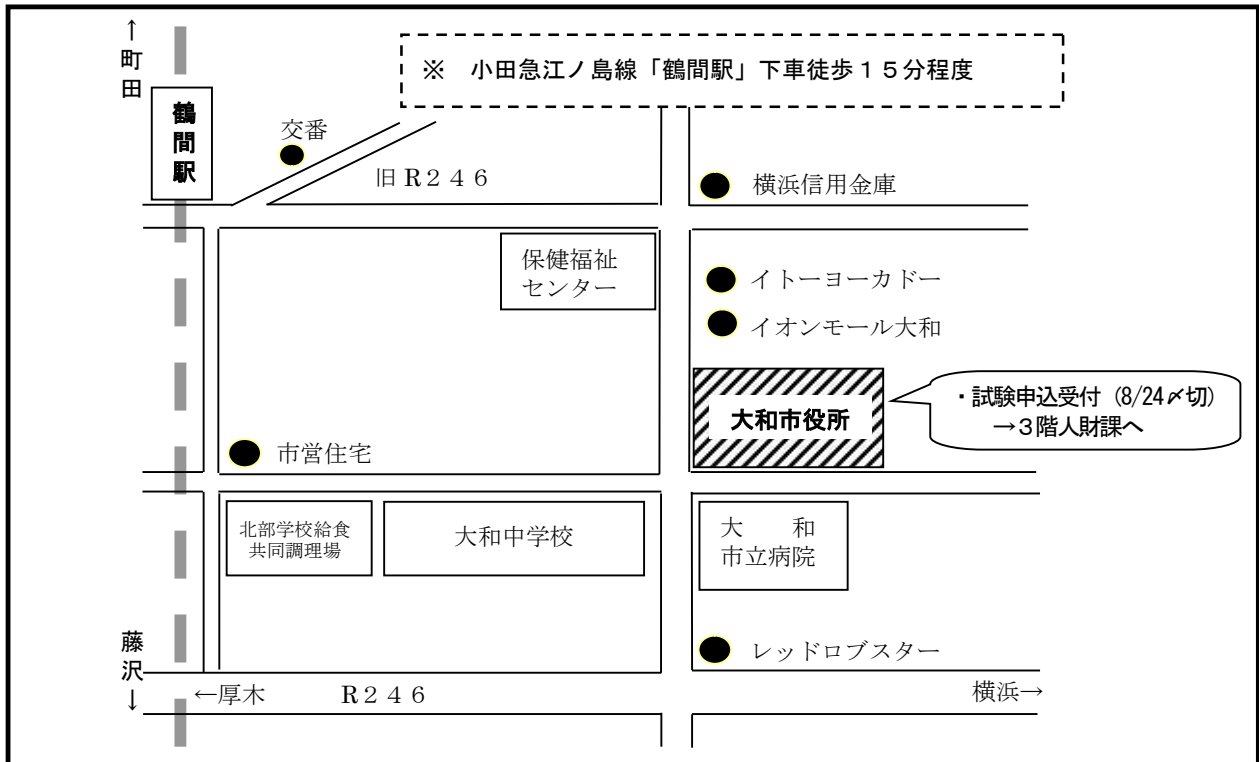 ↑町田
※ 小田急江ノ島線「鶴間駅」下車徒歩15分程度
鶴間駅
交番
旧R246
横浜信用金庫
保健福祉
センター
イトーヨーカドー
イオンモール大和
大和市役所
・試験申込受付 (8/24〆切)
→3階人財課へ
市営住宅
北部学校給食
共同調理場
大和中学校
大 和
市立病院
レッドロブスター
藤沢↓
←厚木 R246
横浜→